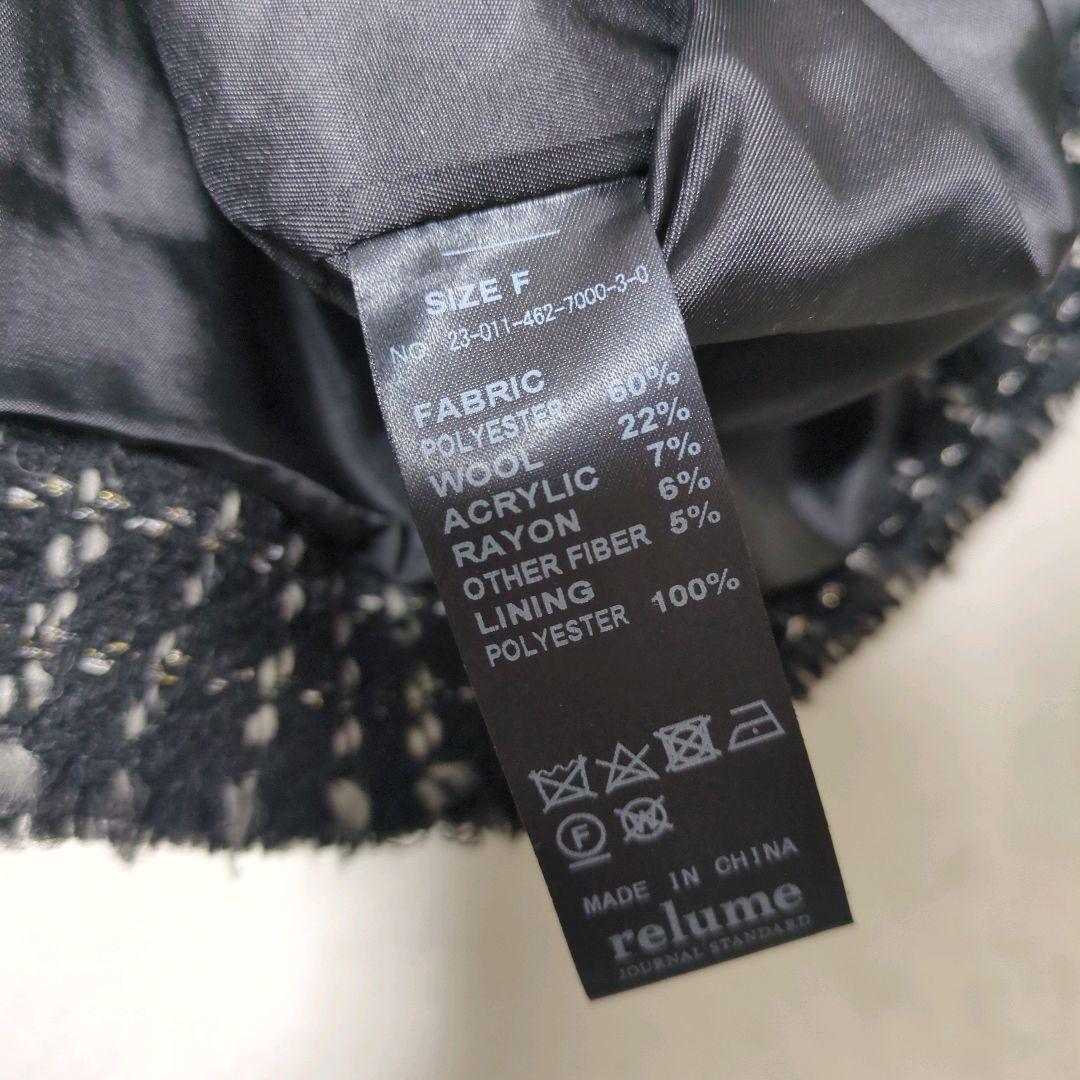 SIZE F
NO 23-011-462-7000-3-0
FABRIC
POLYESTER 60%
WOOL 22%
ACRYLIC 7%
RAYON 6%
OTHER FIBER 5%
LINING
POLYESTER 100%
F W
MADE IN CHINA
relume
JOURNAL STANDARD